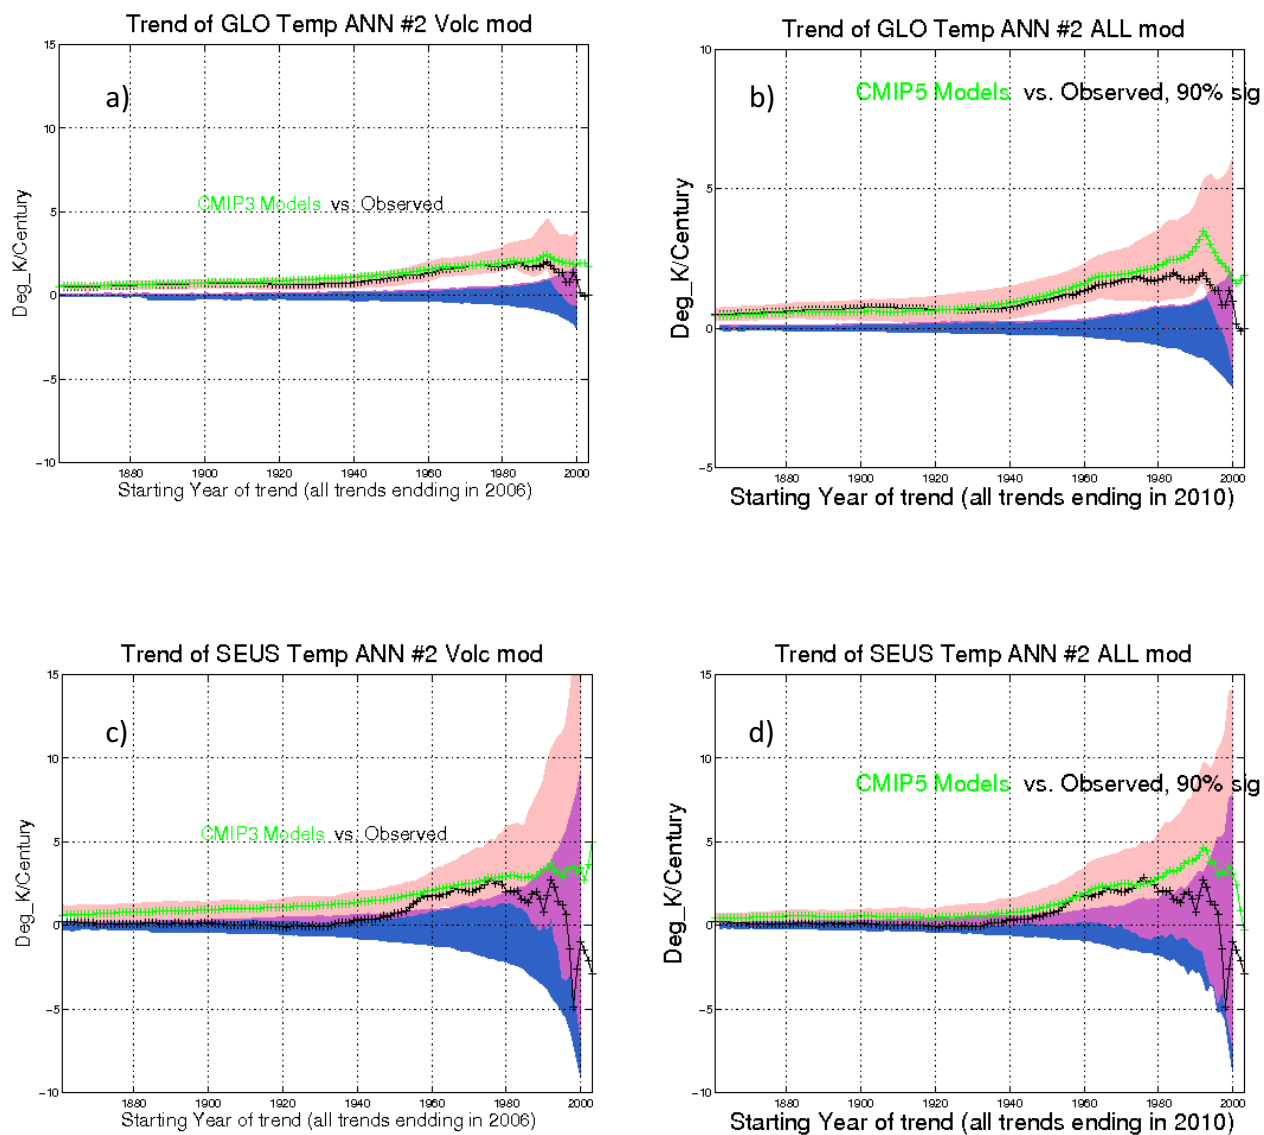 Trend of GLO Temp ANN #2 Volc mod
15
10
5
0
−5
−10
Deg_K/Century
a)
CMIP3 Models vs. Observed
1880 1900 1920 1940 1960 1980 2000
Starting Year of trend (all trends endding in 2006)
Trend of GLO Temp ANN #2 ALL mod
10
5
0
−5
Deg_K/Century
b)
CMIP5 Models vs. Observed, 90% sig
1880 1900 1920 1940 1960 1980 2000
Starting Year of trend (all trends ending in 2010)
Trend of SEUS Temp ANN #2 Volc mod
15
10
5
0
−5
−10
Deg_K/Century
c)
CMIP3 Models vs. Observed
1880 1900 1920 1940 1960 1980 2000
Starting Year of trend (all trends endding in 2006)
Trend of SEUS Temp ANN #2 ALL mod
15
10
5
0
−5
−10
Deg_K/Century
d)
CMIP5 Models vs. Observed, 90% sig
1880 1900 1920 1940 1960 1980 2000
Starting Year of trend (all trends ending in 2010)